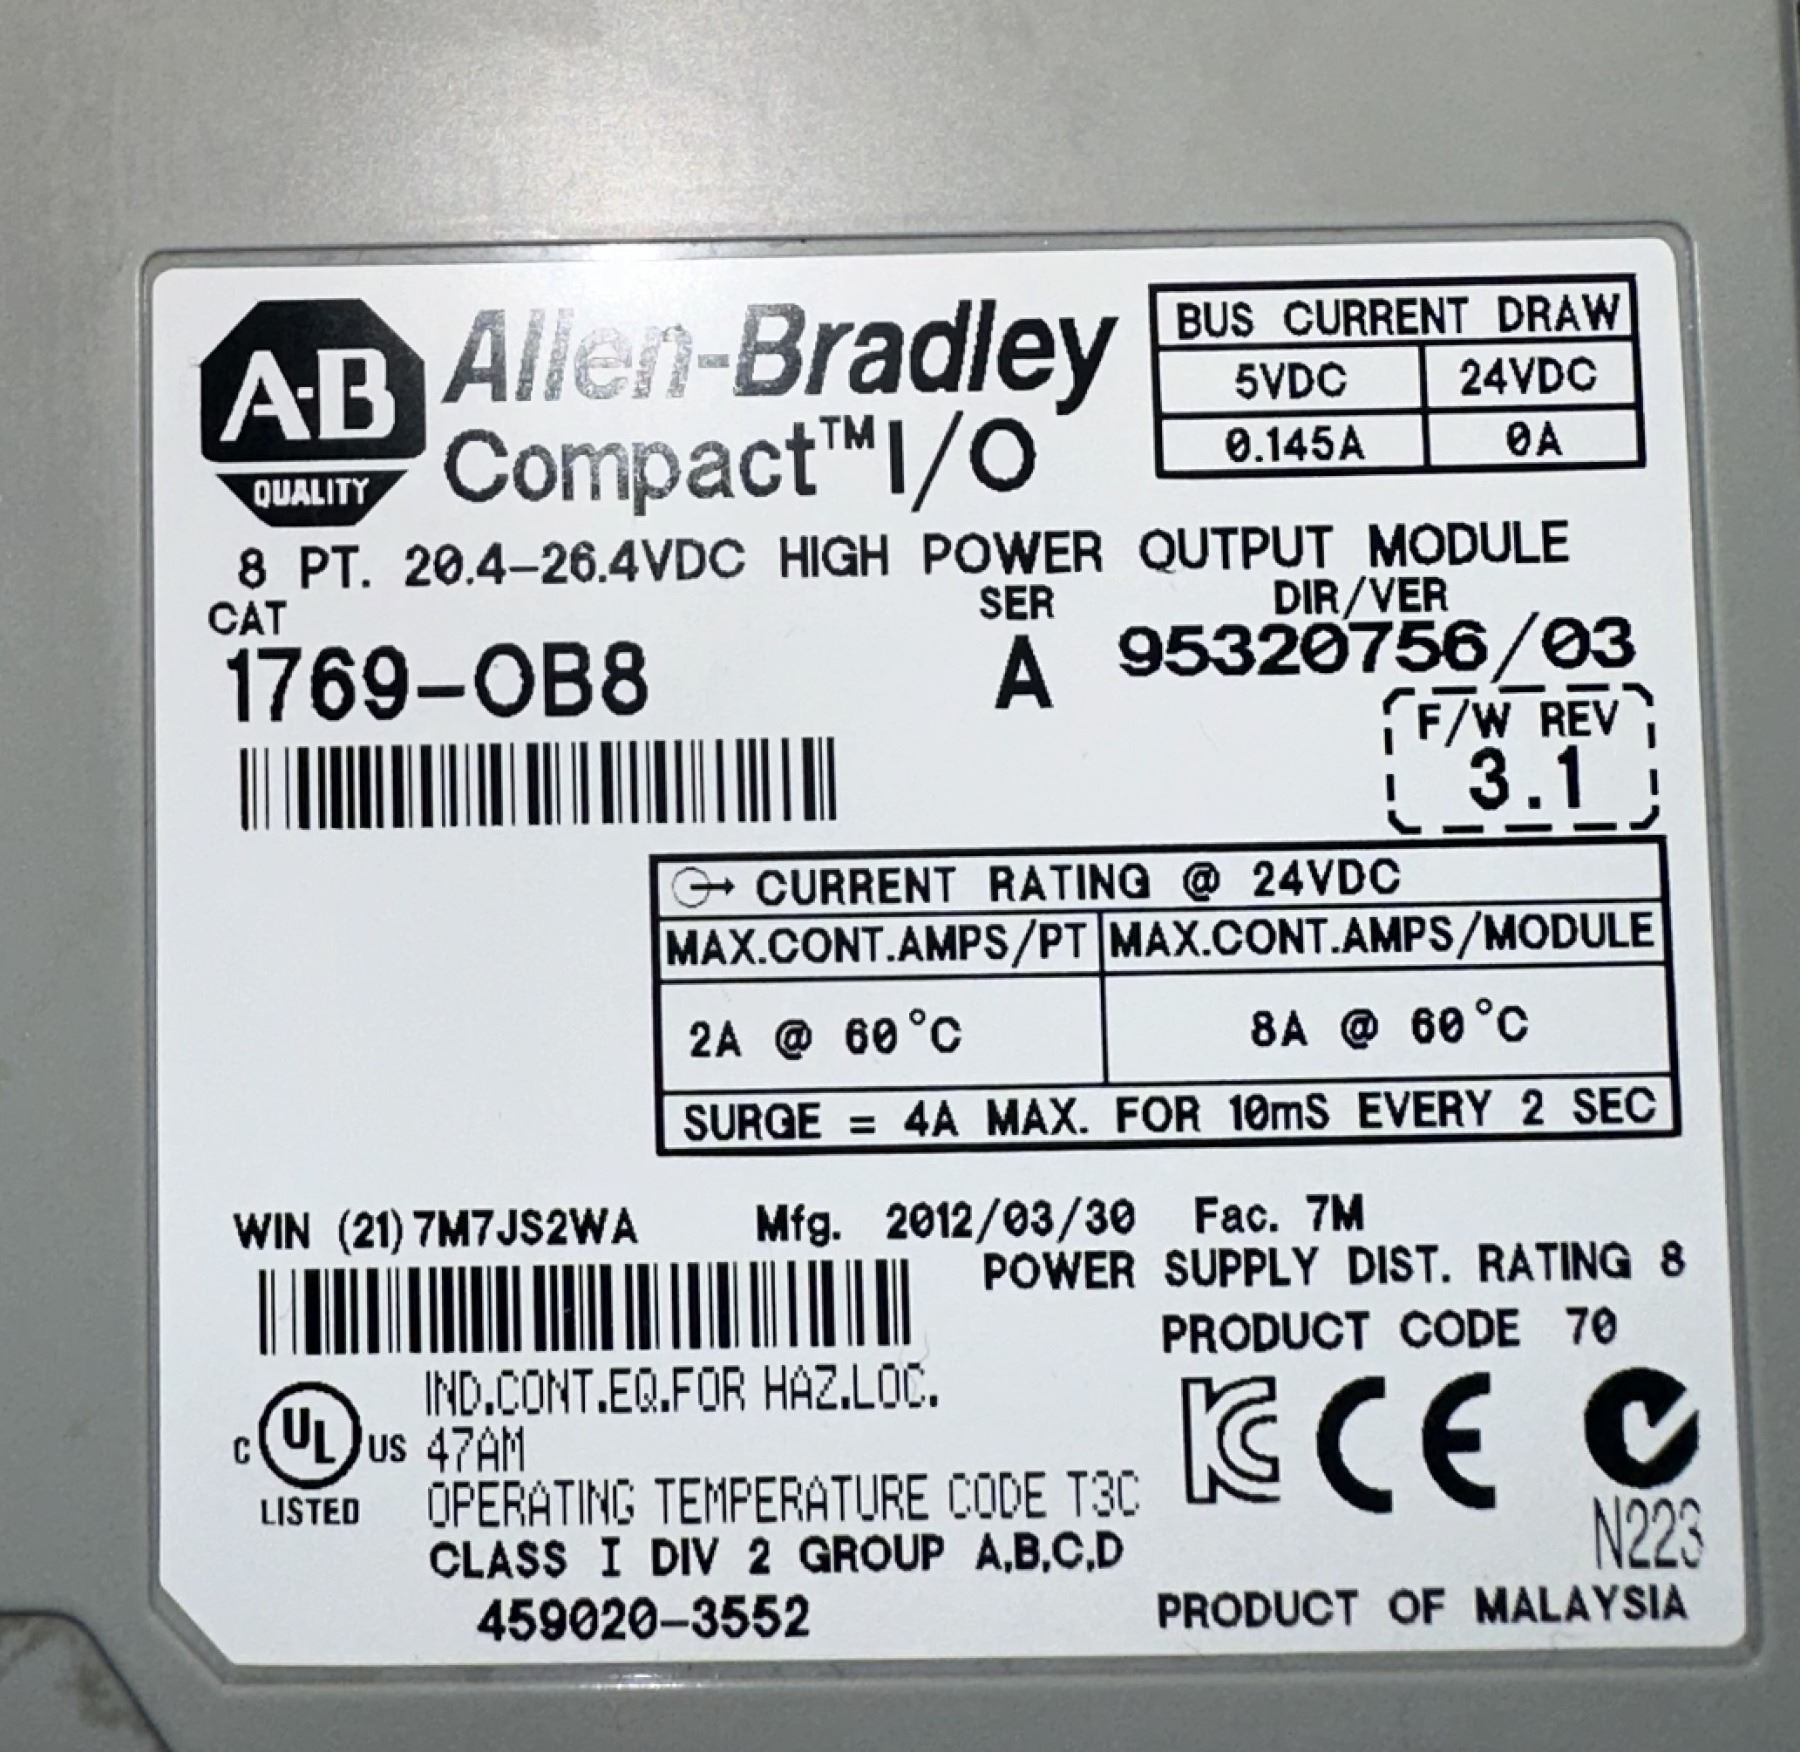 A-B
QUALITY
Allen-Bradley
Compact™ I/O
BUS CURRENT DRAW
5VDC 24VDC
0.145A 0A
8 PT. 20.4-26.4VDC HIGH POWER OUTPUT MODULE
CAT SER DIR/VER
1769-OB8 A 95320756/03
F/W REV
3.1
CURRENT RATING @ 24VDC
MAX.CONT.AMPS/PT MAX.CONT.AMPS/MODULE
2A @ 60°C 8A @ 60°C
SURGE = 4A MAX. FOR 10mS EVERY 2 SEC
WIN (21) 7M7JS2WA Mfg. 2012/03/30 Fac. 7M
POWER SUPPLY DIST. RATING 8
PRODUCT CODE 70
C UL US
LISTED
IND.CONT.EQ.FOR HAZ.LOC.
47AM
OPERATING TEMPERATURE CODE T3C
CLASS I DIV 2 GROUP A,B,C,D
459020-3552
KC CE
N223
PRODUCT OF MALAYSIA